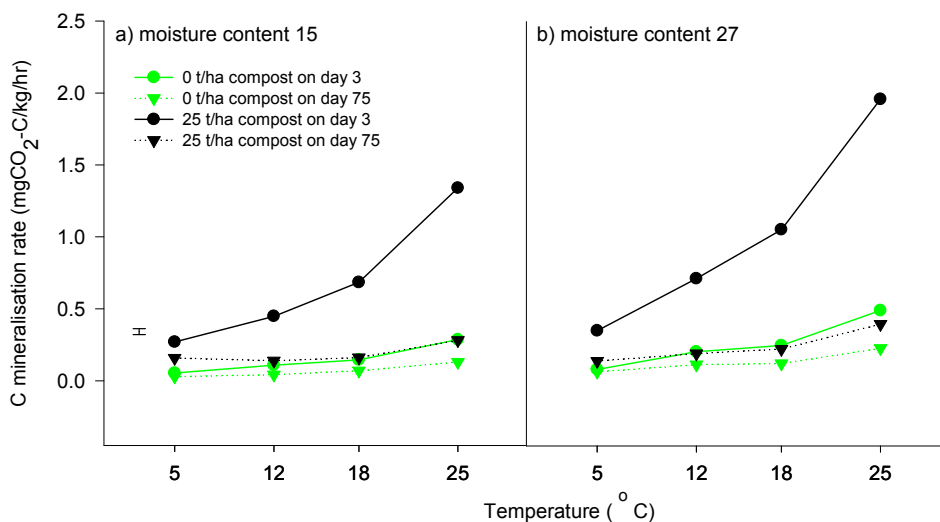 a) moisture content 15
b) moisture content 27
0 t/ha compost on day 3
0 t/ha compost on day 75
25 t/ha compost on day 3
25 t/ha compost on day 75
C mineralisation rate (mgCO2-C/kg/hr)
2.5
2.0
1.5
1.0
0.5
0.0
5 12 18 25 5 12 18 25
Temperature ( o C)